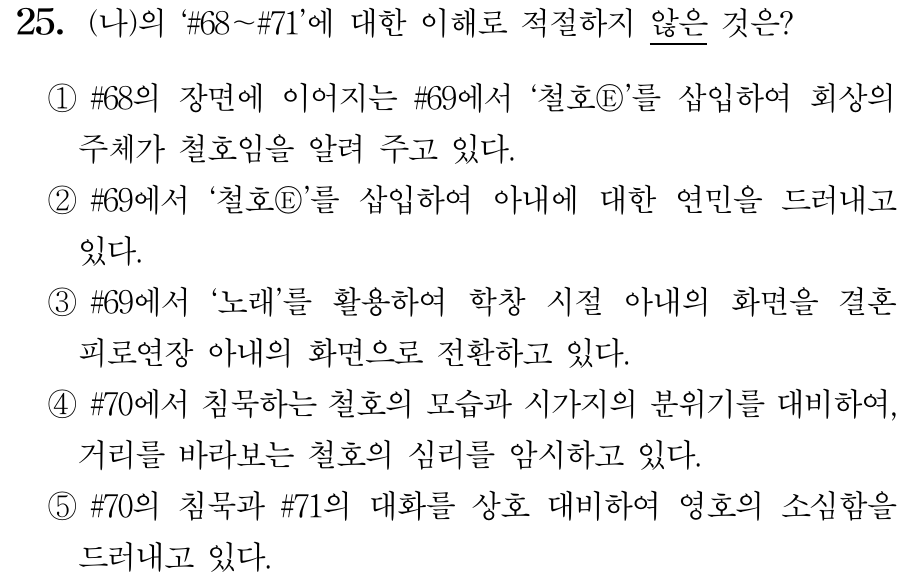 25. (나)의 ‘#68～#71’에 대한 이해로 적절하지 않은 것은?
① #68의 장면에 이어지는 #69에서 ‘철호Ⓔ’를 삽입하여 회상의
주체가 철호임을 알려 주고 있다.
② #69에서 ‘철호Ⓔ’를 삽입하여 아내에 대한 연민을 드러내고
있다.
③ #69에서 ‘노래’를 활용하여 학창 시절 아내의 화면을 결혼
피로연장 아내의 화면으로 전환하고 있다.
④ #70에서 침묵하는 철호의 모습과 시가지의 분위기를 대비하여,
거리를 바라보는 철호의 심리를 암시하고 있다.
⑤ #70의 침묵과 #71의 대화를 상호 대비하여 영호의 소심함을
드러내고 있다.